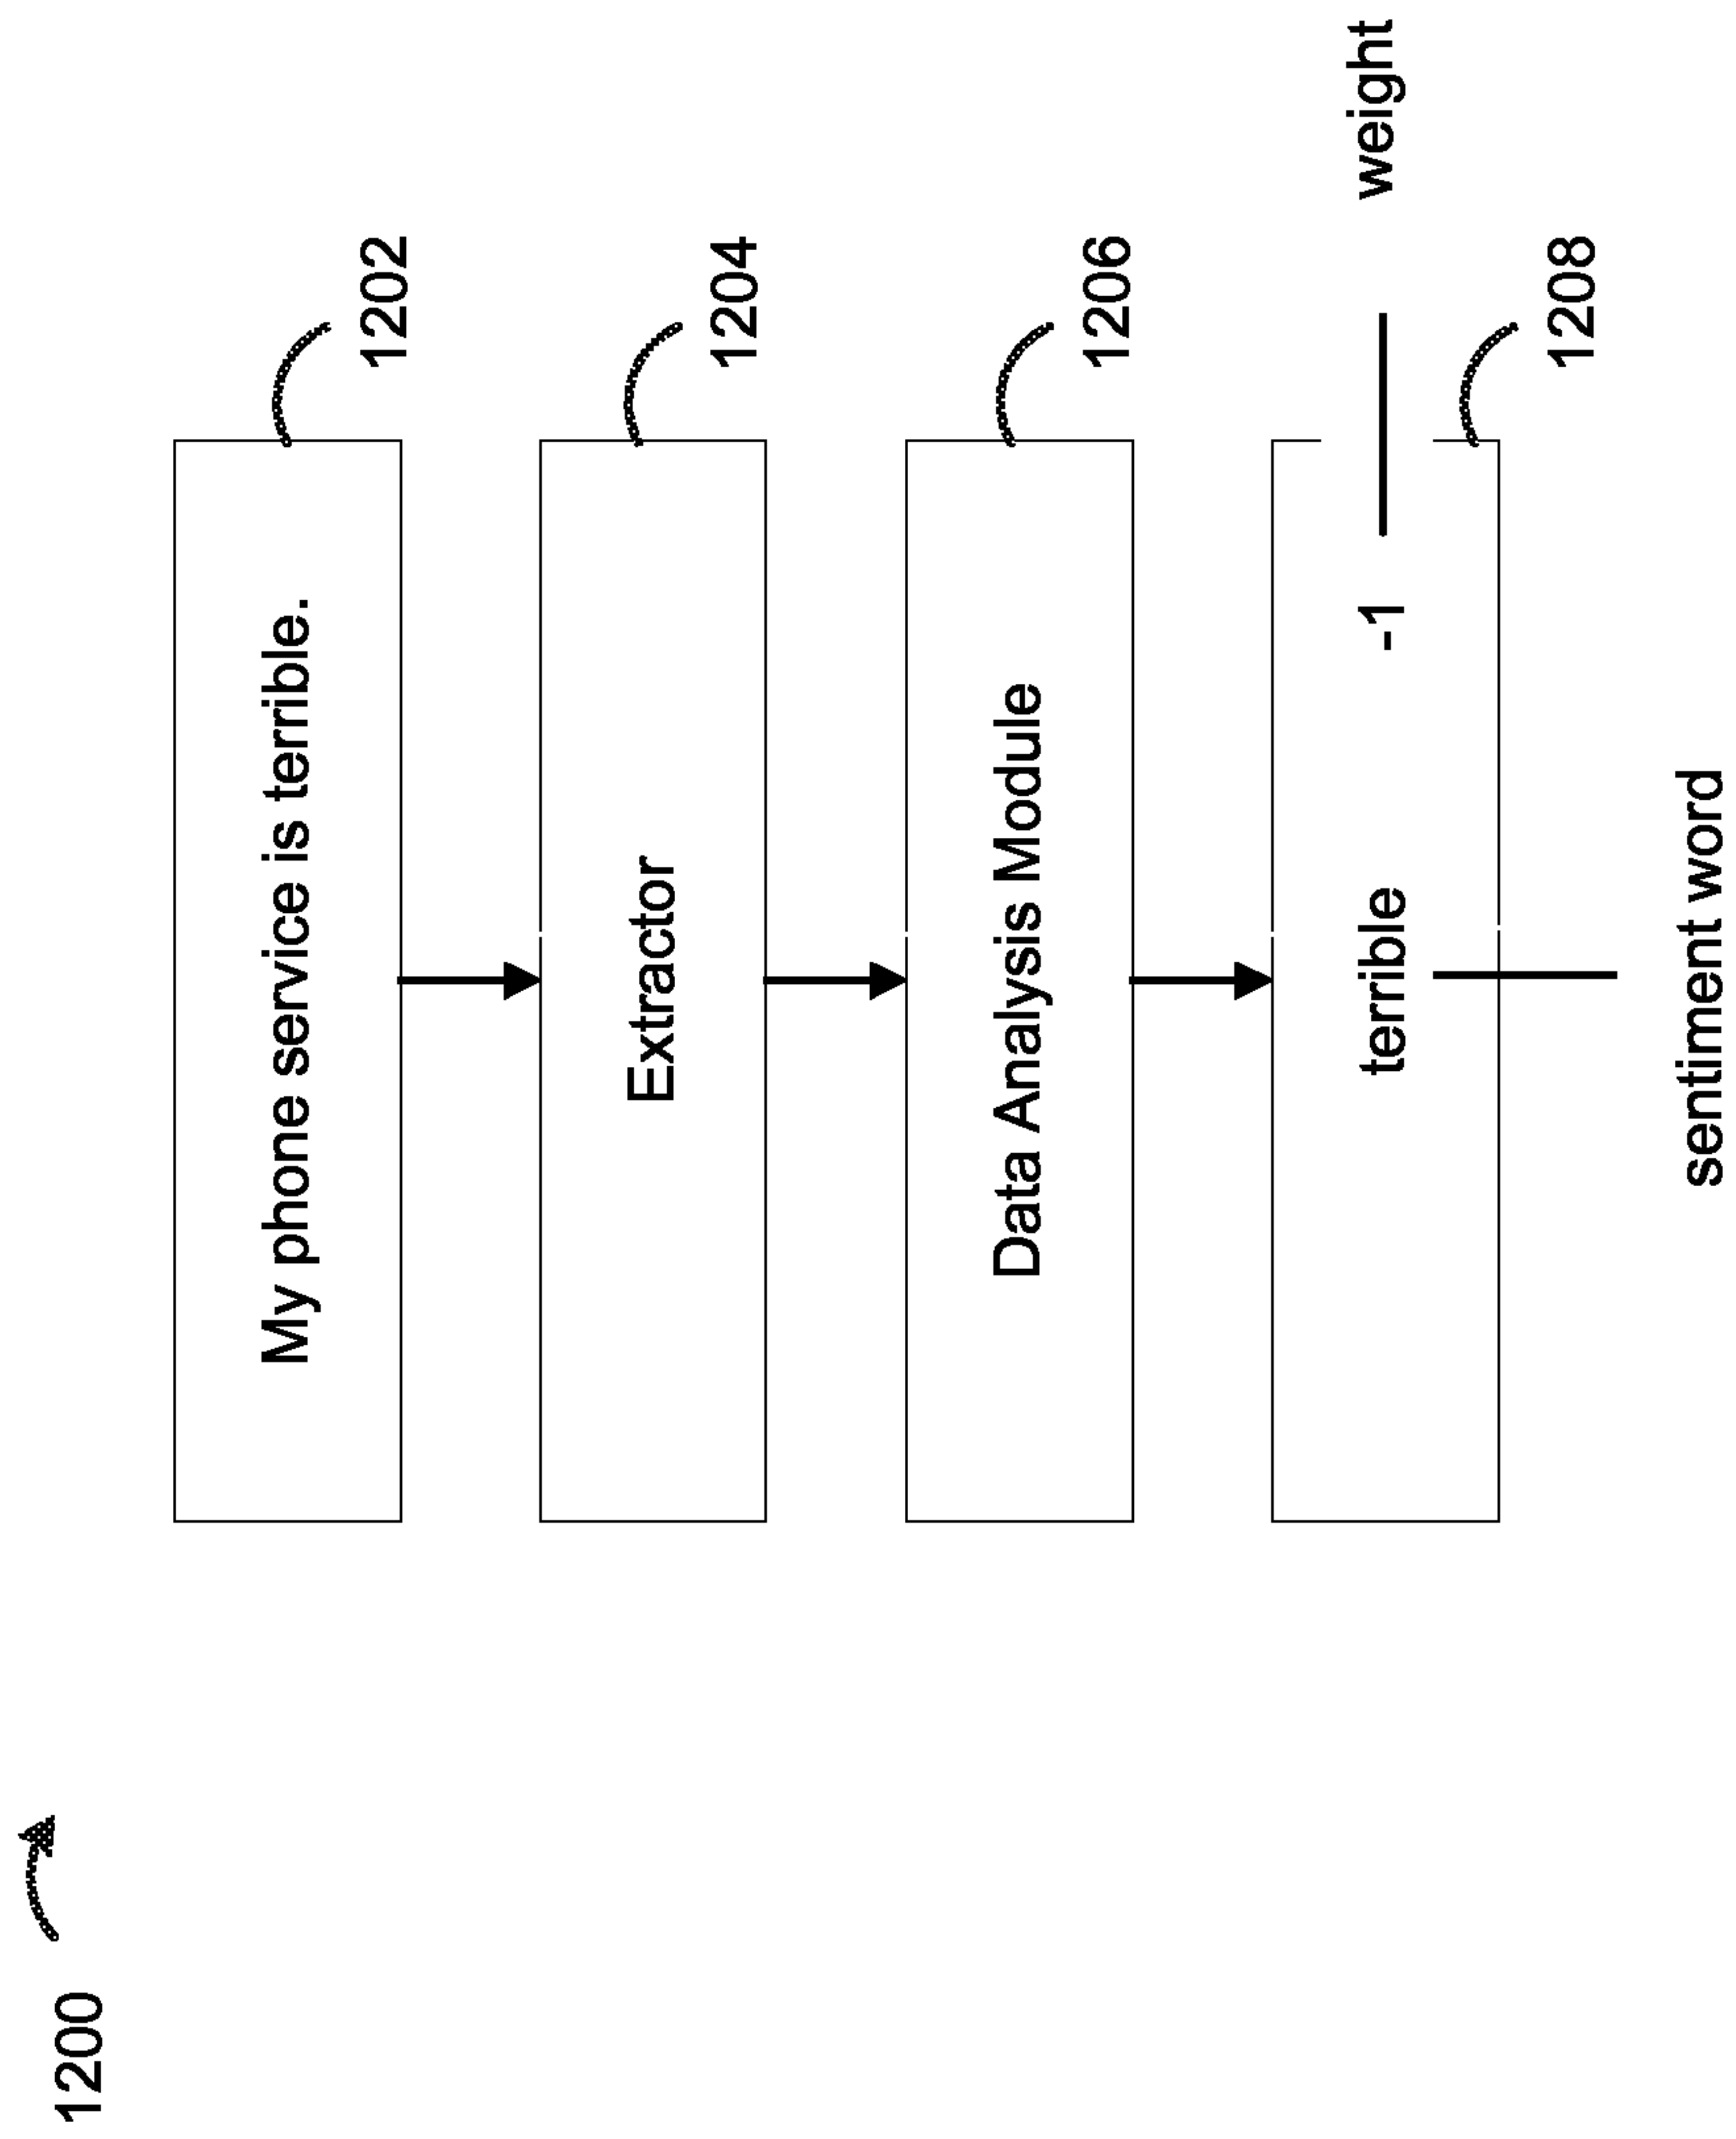 1200
My phone service is terrible.
1202
Extractor
1204
Data Analysis Module
1206
terrible -1 weight
1208
sentiment word